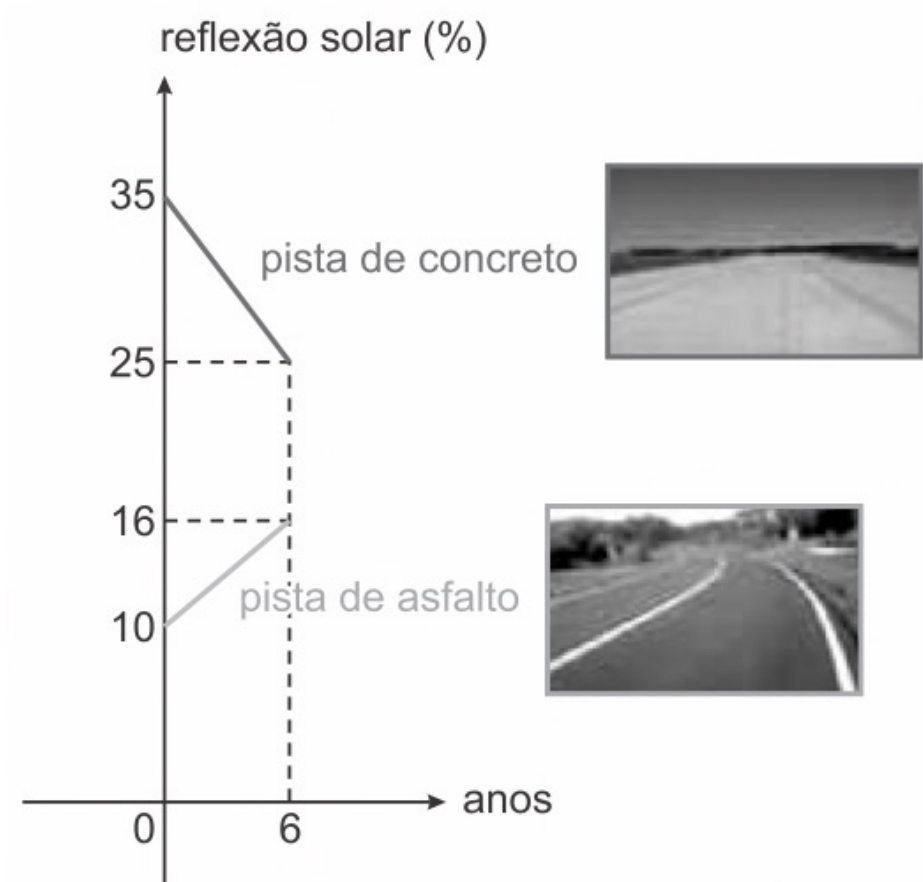 reflexão solar (%)
35
pista de concreto
25
16
pista de asfalto
10
anos
0
6